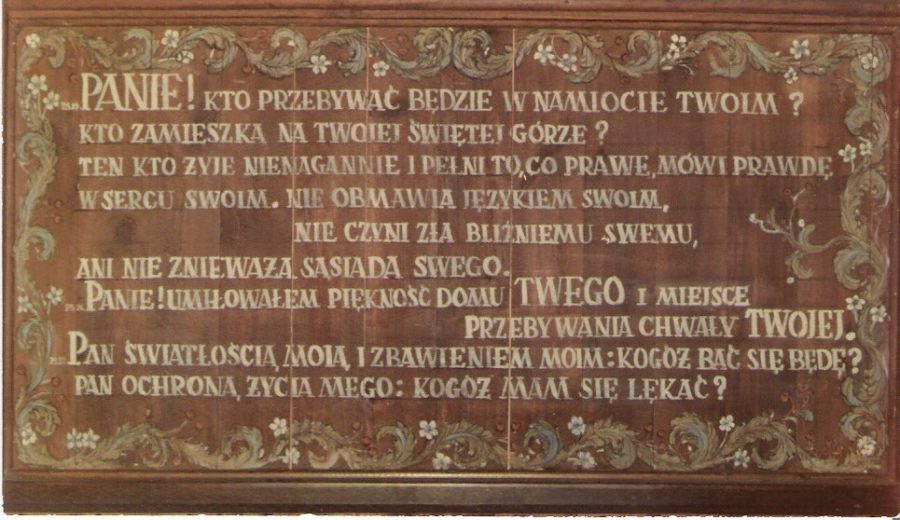 PANIE! KTO PRZEBYWAĆ BĘDZIE W NAMIOCIE TWOIM?
KTO ZAMIESZKA NA TWOJEJ ŚWIĘTEJ GÓRZE?
TEN KTO ŻYJE NIENAGANNIE I PEŁNI TO, CO PRAWE, MÓWI PRAWDĘ
W SERCU SWOIM. NIE OBMAWIA JĘZYKIEM SWOIM,
NIE CZYNI ZŁA BLIŹNIEMU SWEMU,
ANI NIE ZNIEWAŻA SĄSIADA SWEGO.
PANIE! UMIŁOWAŁEM PIĘKNOŚĆ DOMU TWEGO I MIEJSCE
PRZEBYWANIA CHWAŁY TWOJEJ.
PAN ŚWIATŁOŚCIĄ MOIĄ I ZBAWIENIEM MOIM: KOGÓŻ BAĆ SIĘ BĘDĘ?
PAN OCHRONĄ ŻYCIA MEGO: KOGÓŻ MAM SIĘ LĘKAĆ?